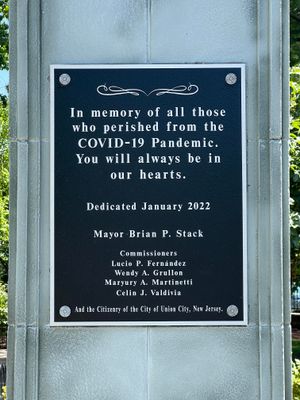 In memory of all those
who perished from the
COVID-19 Pandemic.
You will always be in
our hearts.
Dedicated January 2022
Mayor Brian P. Stack
Commissioners
Lucio P. Fernández
Wendy A. Grullon
Maryury A. Martinetti
Celin J. Valdivia
And the Citizenry of the City of Union City, New Jersey.